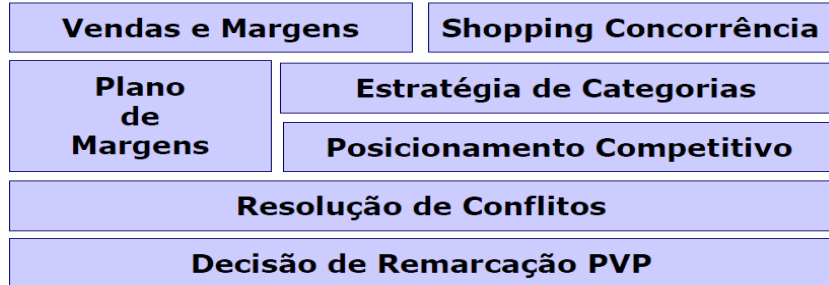 Vendas e Margens
Shopping Concorrência
Plano
de
Margens
Estratégia de Categorias
Posicionamento Competitivo
Resolução de Conflitos
Decisão de Remarcação PVP